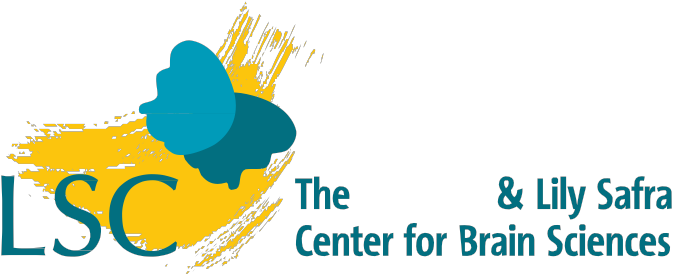 LSC
The & Lily Safra
Center for Brain Sciences